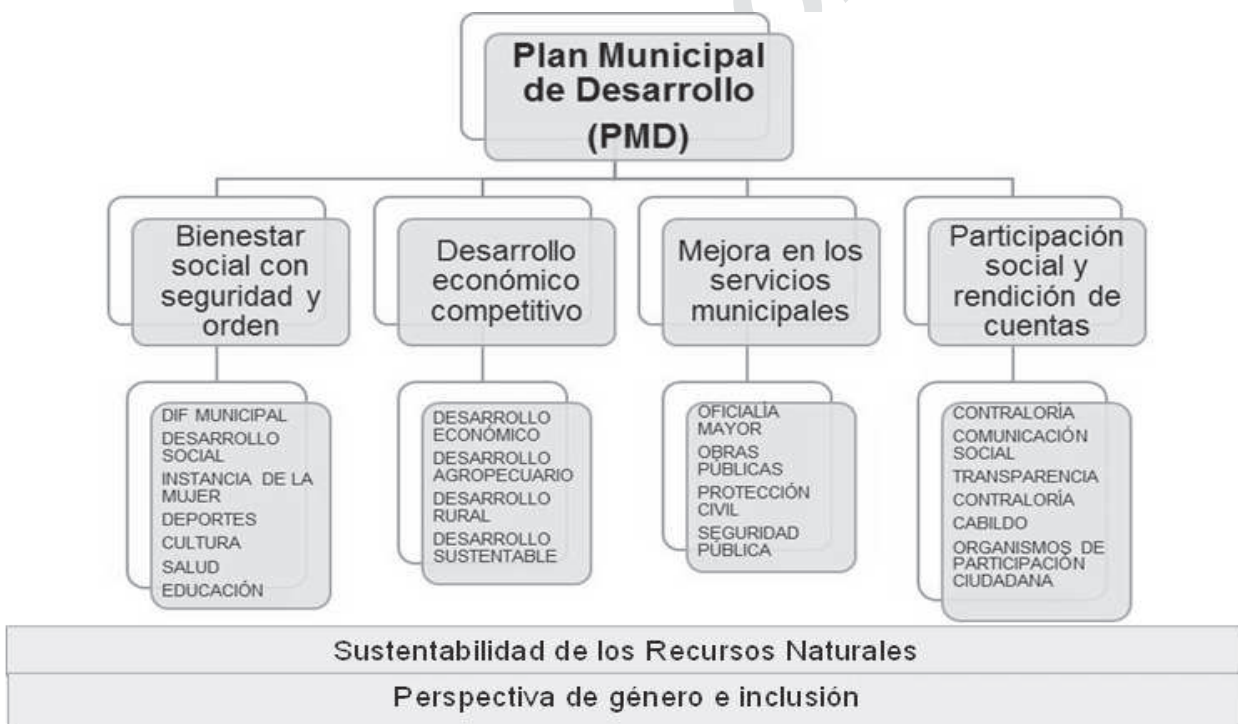 Plan Municipal
de Desarrollo
(PMD)
Bienestar
social con
seguridad y
orden
Desarrollo
económico
competitivo
Mejora en los
servicios
municipales
Participación
social y
rendición de
cuentas
DIF MUNICIPAL
DESARROLLO
SOCIAL
INSTANCIA DE LA
MUJER
DEPORTES
CULTURA
SALUD
EDUCACIÓN
DESARROLLO
ECONÓMICO
DESARROLLO
AGROPECUARIO
DESARROLLO
RURAL
DESARROLLO
SUSTENTABLE
OFICIALÍA
MAYOR
OBRAS
PÚBLICAS
PROTECCIÓN
CIVIL
SEGURIDAD
PÚBLICA
CONTRALORÍA
COMUNICACIÓN
SOCIAL
TRANSPARENCIA
CONTRALORÍA
CABILDO
ORGANISMOS DE
PARTICIPACIÓN
CIUDADANA
Sustentabilidad de los Recursos Naturales
Perspectiva de género e inclusión